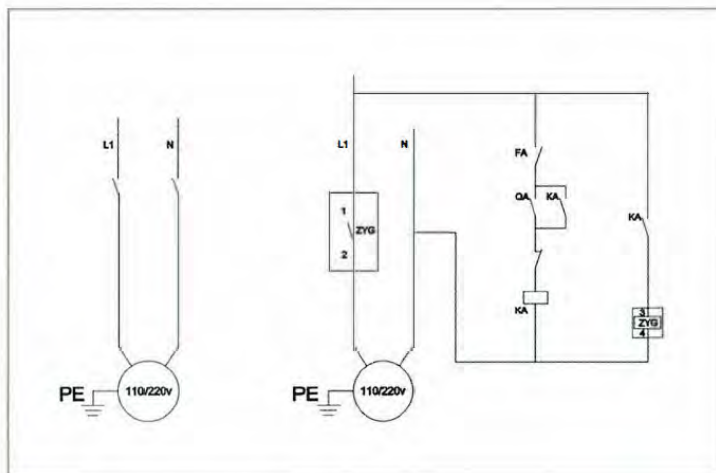 L1
N
PE
110/220v
L1
N
1
ZYG
2
PE
110/220v
FA
QA
KA
KA
KA
3
ZYG
4